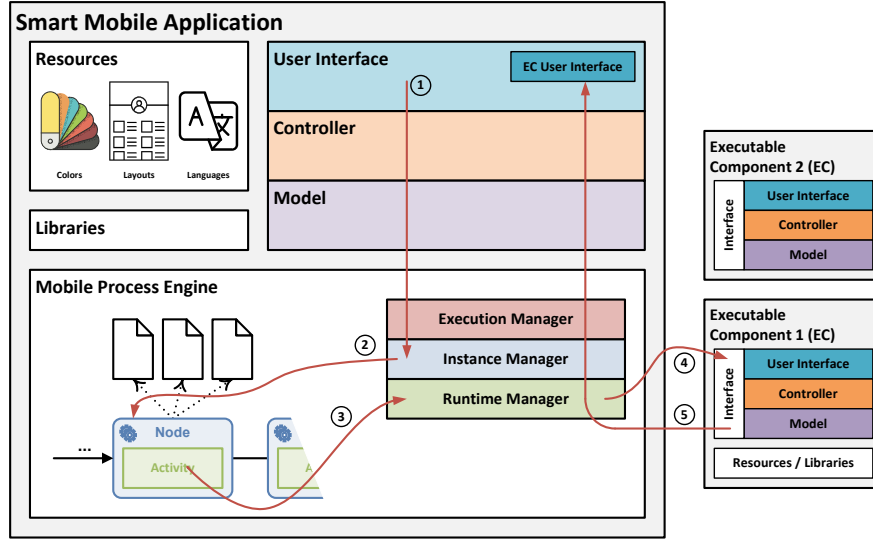 Smart Mobile Application
Resources
Colors
Layouts
Languages
Libraries
User Interface
EC User Interface
1
Controller
Model
Mobile Process Engine
Execution Manager
Instance Manager
Runtime Manager
2
3
...
Node
Activity
A
4
5
Executable
Component 2 (EC)
Interface
User Interface
Controller
Model
Executable
Component 1 (EC)
Interface
User Interface
Controller
Model
Resources / Libraries